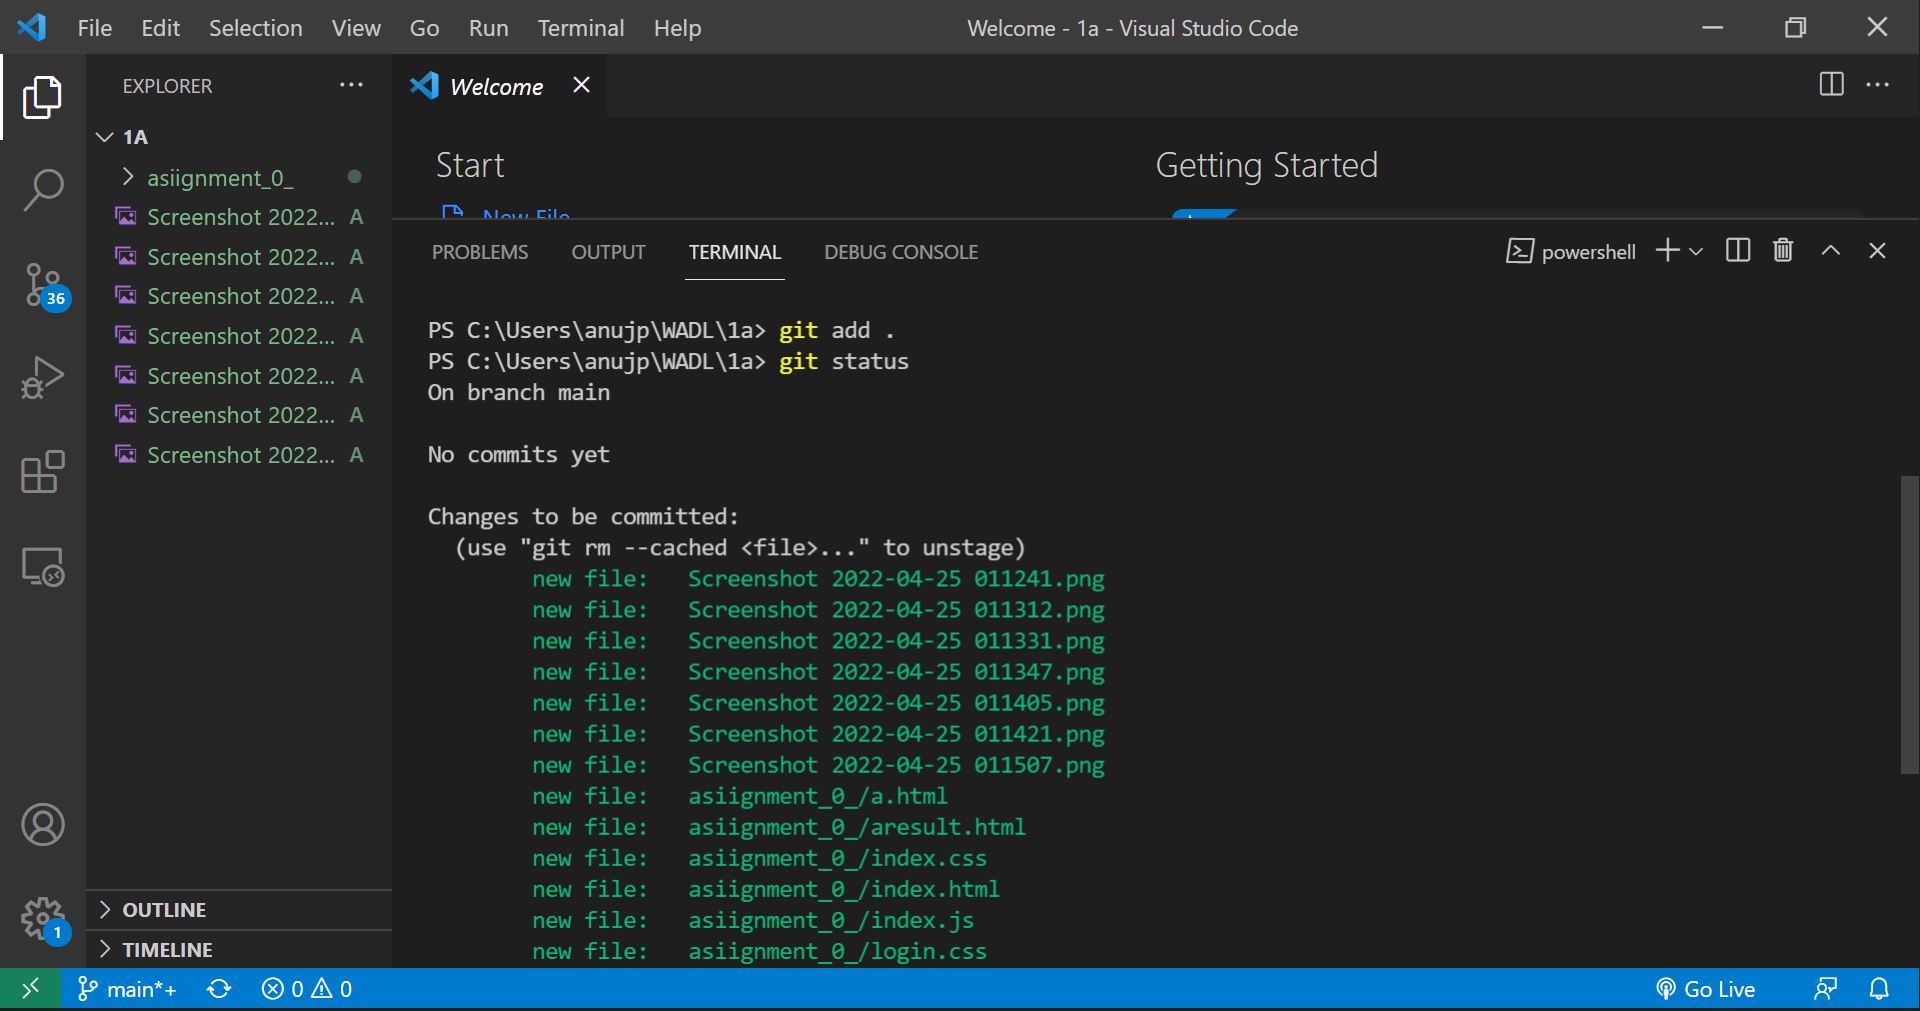 File Edit Selection View Go Run Terminal Help Welcome - 1a - Visual Studio Code
EXPLORER
Welcome
1A
asiignment_0_
Screenshot 2022... A
Screenshot 2022... A
Screenshot 2022... A
Screenshot 2022... A
Screenshot 2022... A
Screenshot 2022... A
Screenshot 2022... A
36
OUTLINE
TIMELINE
1
Start
Getting Started
New File
PROBLEMS OUTPUT TERMINAL DEBUG CONSOLE powershell
PS C:\Users\anujp\WADL\1a> git add .
PS C:\Users\anujp\WADL\1a> git status
On branch main
No commits yet
Changes to be committed:
(use "git rm --cached <file>..." to unstage)
new file: Screenshot 2022-04-25 011241.png
new file: Screenshot 2022-04-25 011312.png
new file: Screenshot 2022-04-25 011331.png
new file: Screenshot 2022-04-25 011347.png
new file: Screenshot 2022-04-25 011405.png
new file: Screenshot 2022-04-25 011421.png
new file: Screenshot 2022-04-25 011507.png
new file: asiignment_0_/a.html
new file: asiignment_0_/aresult.html
new file: asiignment_0_/index.css
new file: asiignment_0_/index.html
new file: asiignment_0_/index.js
new file: asiignment_0_/login.css
main*+ 0 0 Go Live